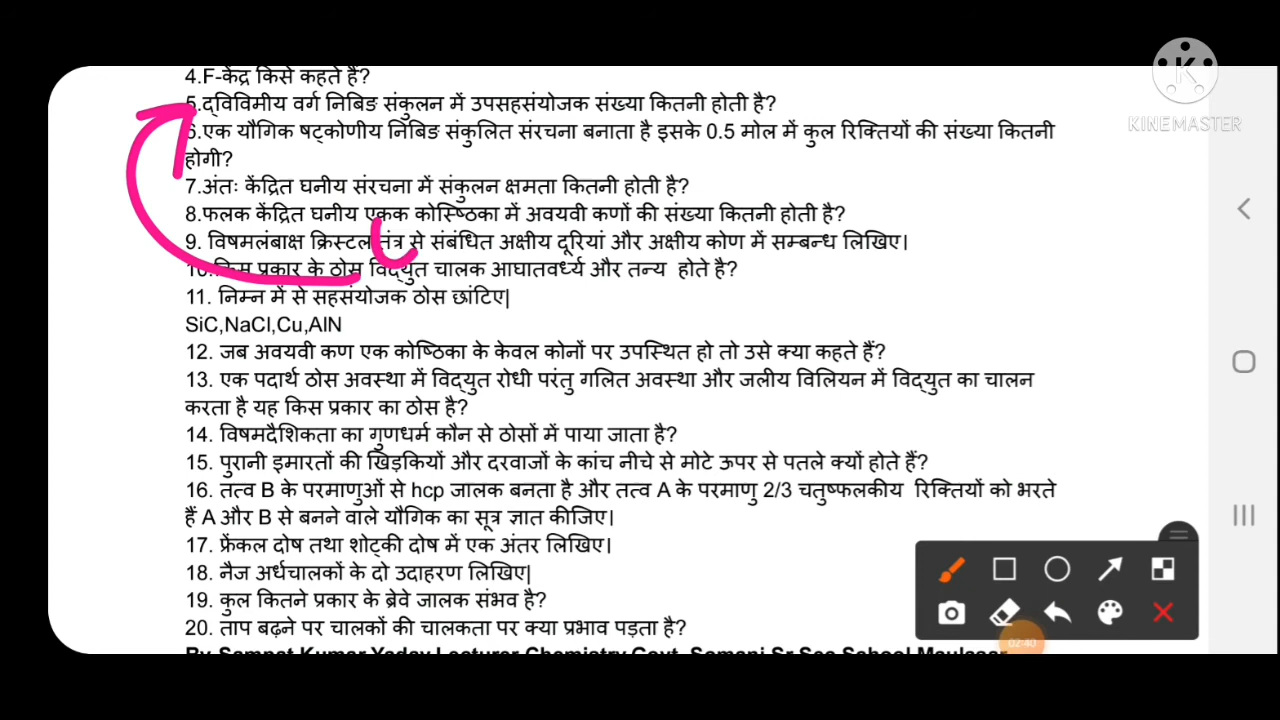 KINEMASTER
4.F-केंद्र किसे कहते हैं?
5.द्विविमीय वर्ग निबिड संकुलन में उपसहसंयोजक संख्या कितनी होती है?
6.एक यौगिक षट्कोणीय निबिड संकुलित संरचना बनाता है इसके 0.5 मोल में कुल रिक्तियों की संख्या कितनी
होगी?
7.अंतः केंद्रित घनीय संरचना में संकुलन क्षमता कितनी होती है?
8.फलक केंद्रित घनीय एकक कोस्ष्ठिका में अवयवी कणों की संख्या कितनी होती है?
9. विषमलंबाक्ष क्रिस्टल तंत्र से संबंधित अक्षीय दूरियां और अक्षीय कोण में सम्बन्ध लिखिए।
10.किस प्रकार के ठोस विद्युत चालक आघातवर्ध्य और तन्य होते है?
11. निम्न में से सहसंयोजक ठोस छांटिए|
SiC,NaCl,Cu,AlN
12. जब अवयवी कण एक कोष्ठिका के केवल कोनों पर उपस्थित हो तो उसे क्या कहते हैं?
13. एक पदार्थ ठोस अवस्था में विद्युत रोधी परंतु गलित अवस्था और जलीय विलियन में विद्युत का चालन
करता है यह किस प्रकार का ठोस है?
14. विषमदैशिकता का गुणधर्म कौन से ठोसों में पाया जाता है?
15. पुरानी इमारतों की खिड़कियों और दरवाजों के कांच नीचे से मोटे ऊपर से पतले क्यों होते हैं?
16. तत्व B के परमाणुओं से hcp जालक बनता है और तत्व A के परमाणु 2/3 चतुष्फलकीय रिक्तियों को भरते
हैं A और B से बनने वाले यौगिक का सूत्र ज्ञात कीजिए।
17. फ्रेंकल दोष तथा शोट्की दोष में एक अंतर लिखिए।
18. नैज अर्धचालकों के दो उदाहरण लिखिए|
19. कुल कितने प्रकार के ब्रेवे जालक संभव है?
20. ताप बढ़ने पर चालकों की चालकता पर क्या प्रभाव पड़ता है?
02:40